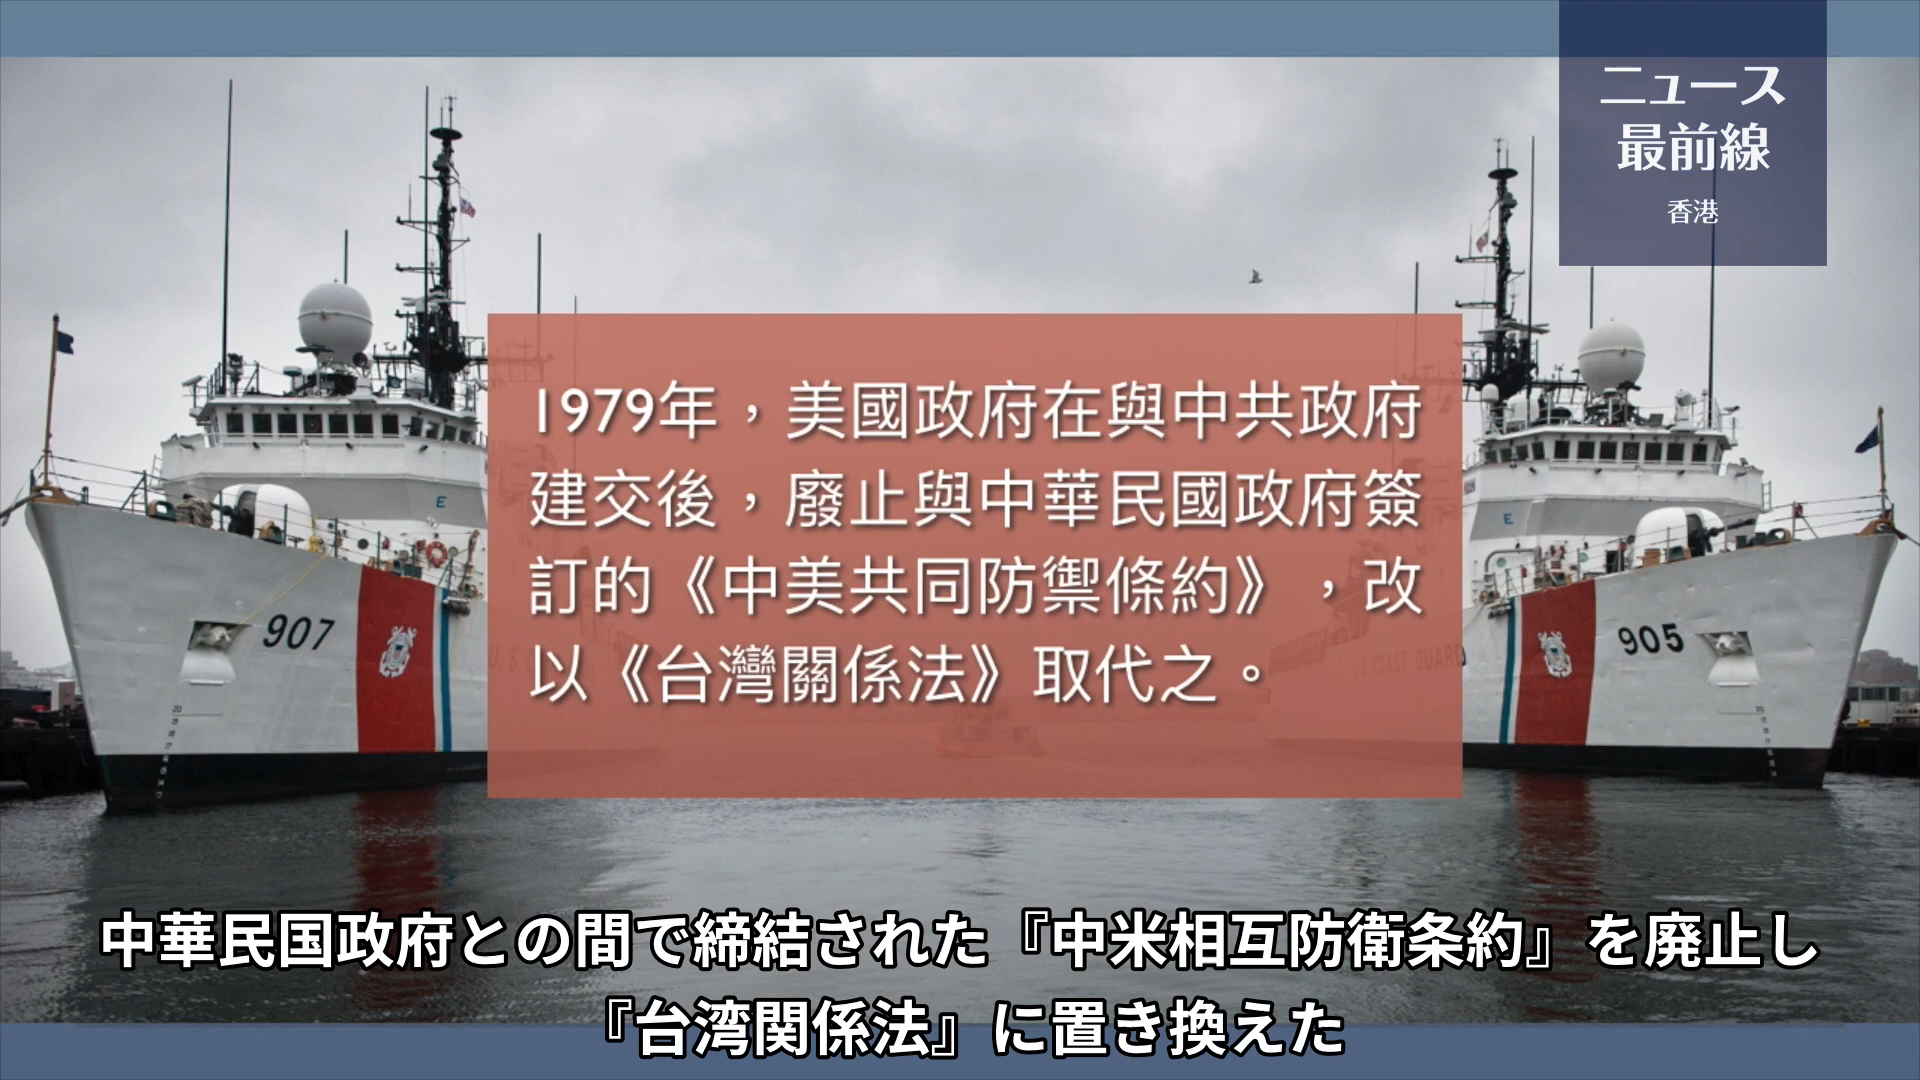 ニュース
最前線
香港
1979年，美國政府在與中共政府
建交後，廢止與中華民國政府簽
訂的《中美共同防禦條約》，改
以《台灣關係法》取代之。
E
E
907
905
U.S.
COAST GUARD
中華民国政府との間で締結された『中米相互防衛条約』を廃止し
『台湾関係法』に置き換えた